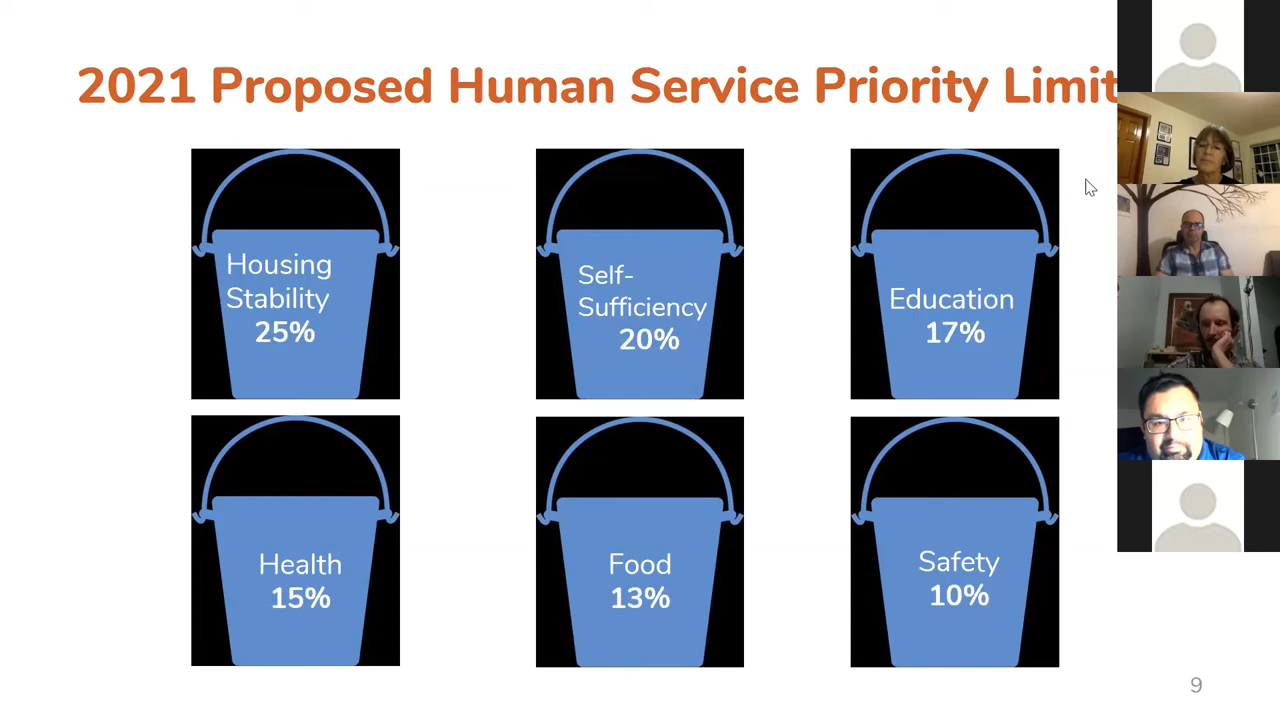 2021 Proposed Human Service Priority Limit
Housing
Stability
25%
Self-
Sufficiency
20%
Education
17%
Health
15%
Food
13%
Safety
10%
9